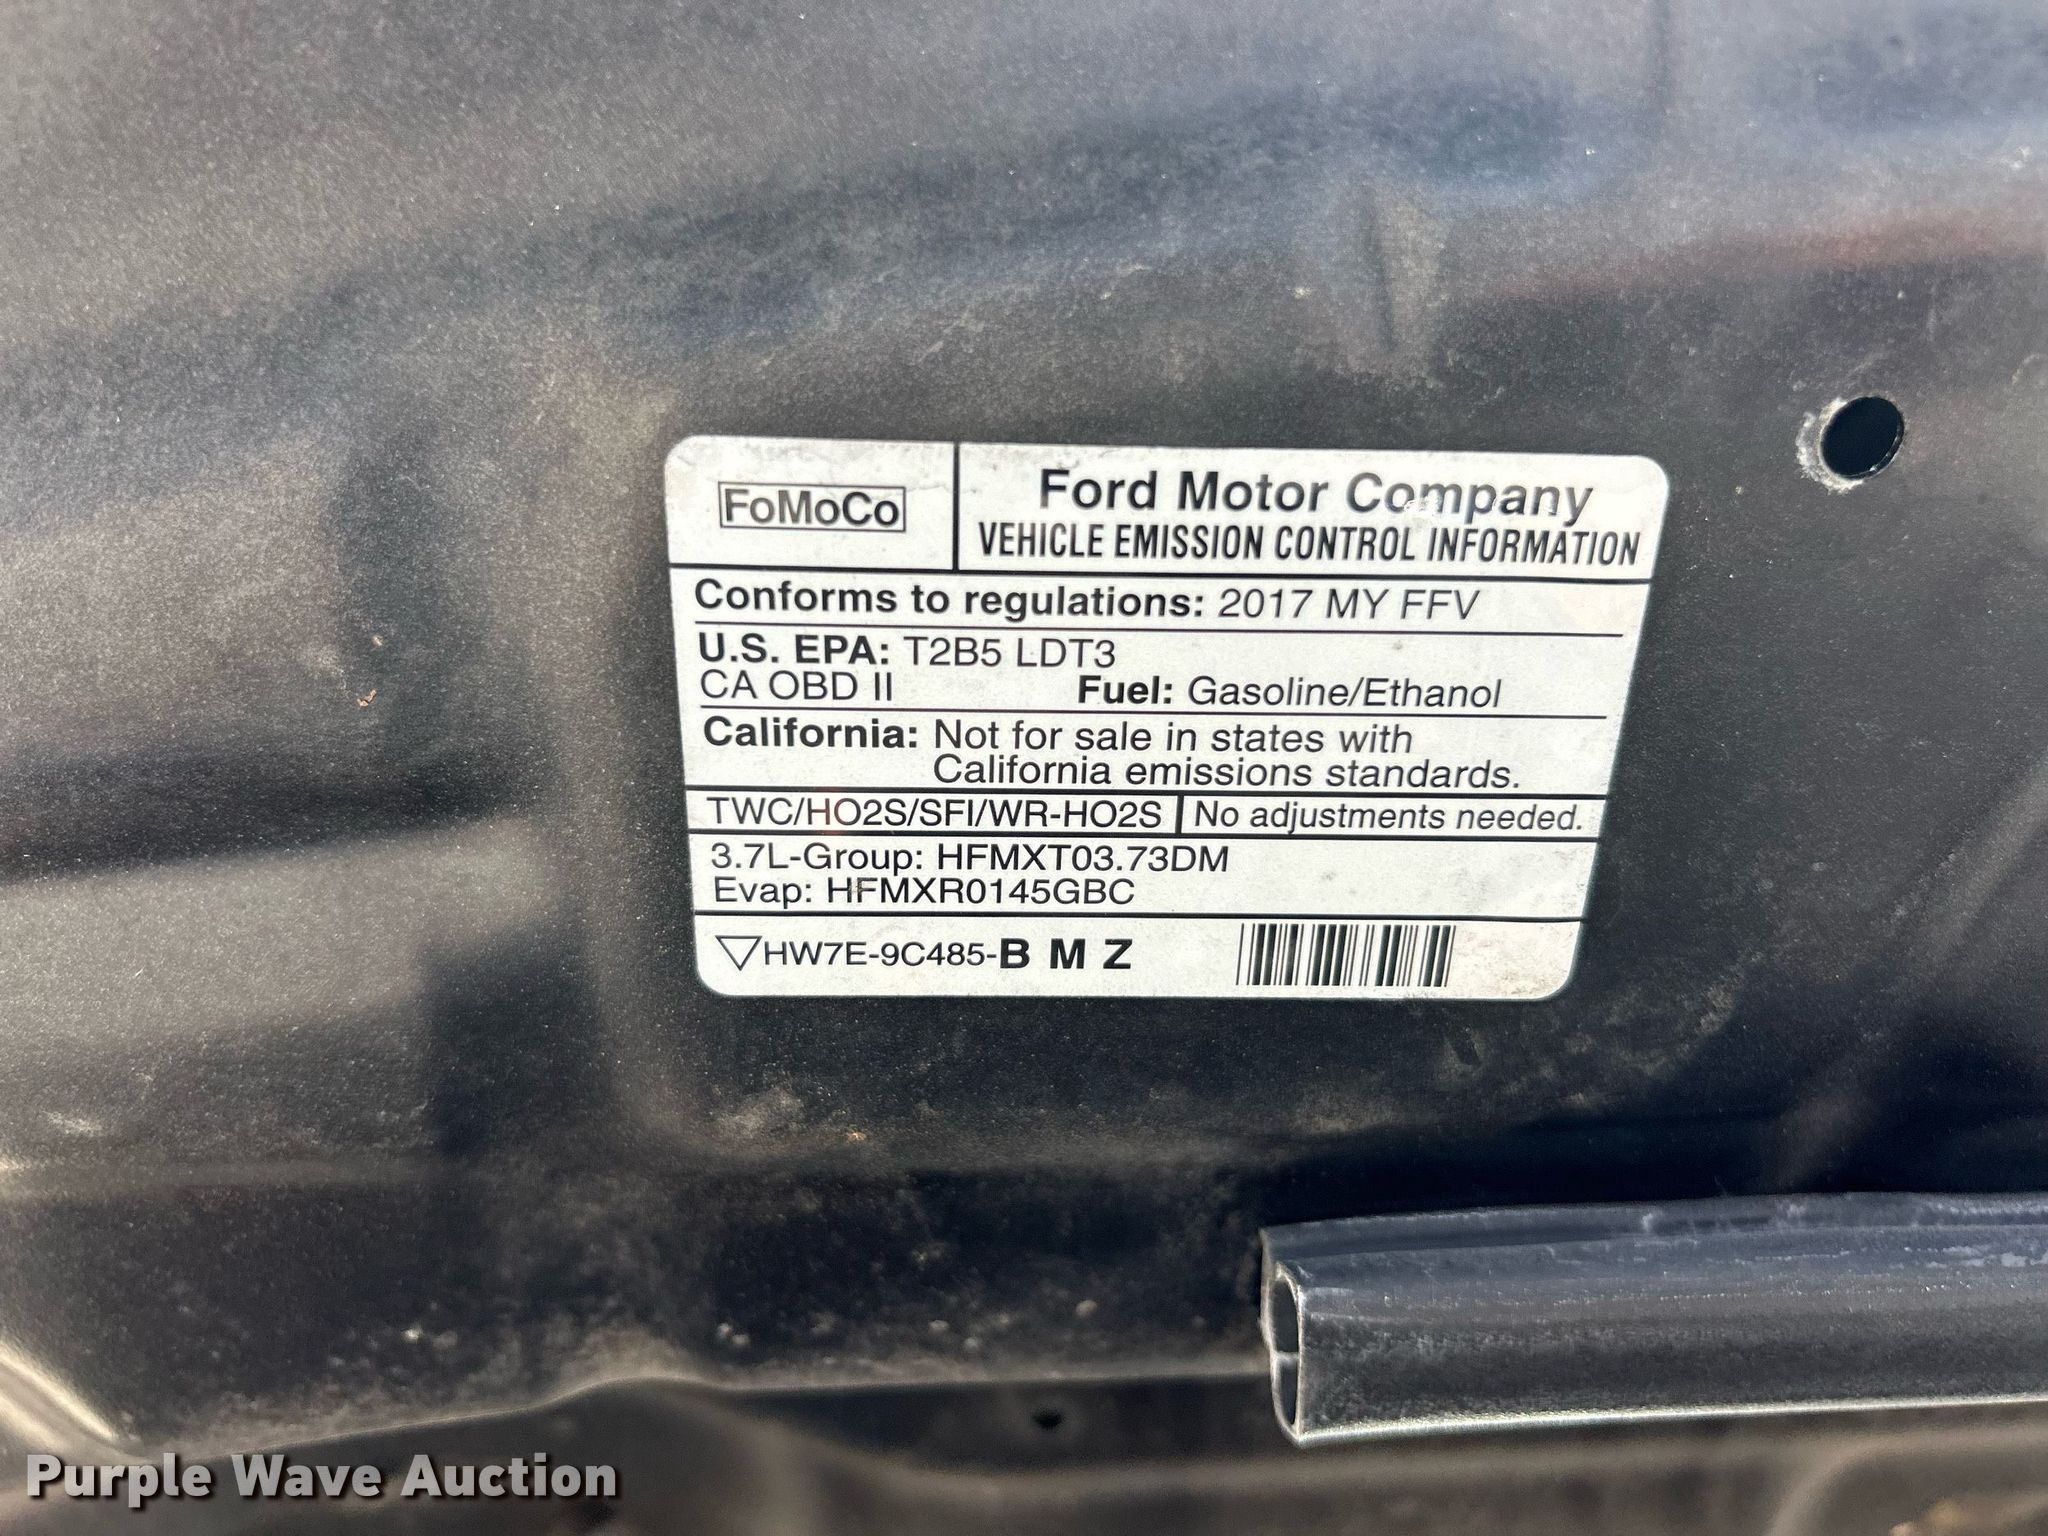 FoMoCo
Ford Motor Company
VEHICLE EMISSION CONTROL INFORMATION
Conforms to regulations: 2017 MY FFV
U.S. EPA: T2B5 LDT3
CA OBD II Fuel: Gasoline/Ethanol
California: Not for sale in states with
California emissions standards.
TWC/HO2S/SFI/WR-HO2S No adjustments needed.
3.7L-Group: HFMXT03.73DM
Evap: HFMXR0145GBC
HW7E-9C485-B M Z
Purple Wave Auction